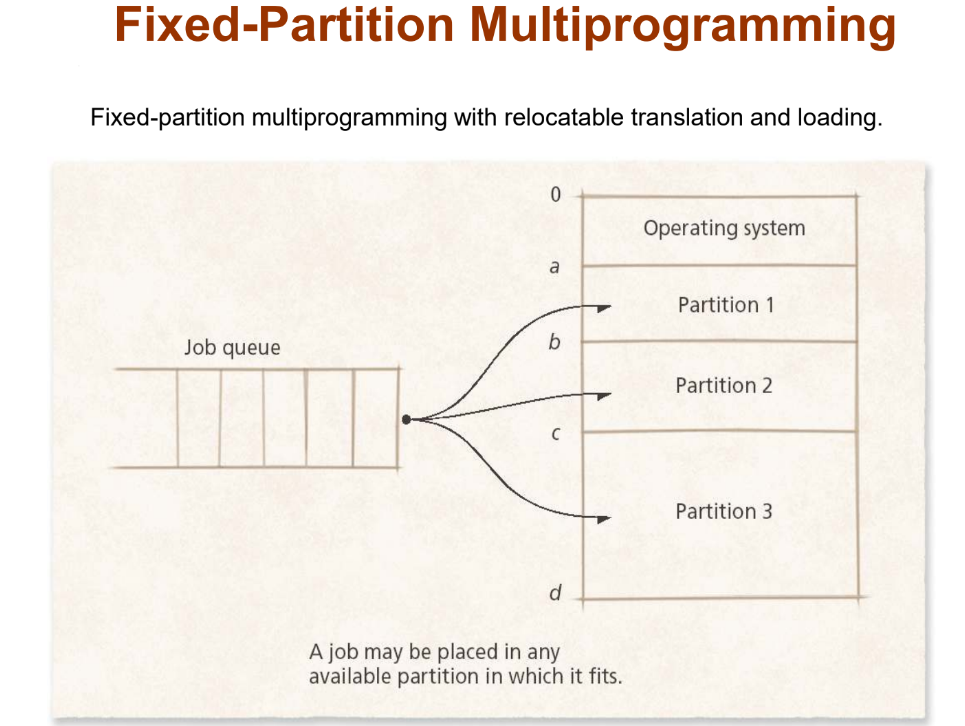 Fixed-Partition Multiprogramming
Fixed-partition multiprogramming with relocatable translation and loading.
0
Operating system
a
Partition 1
Job queue
b
Partition 2
c
Partition 3
d
A job may be placed in any
available partition in which it fits.